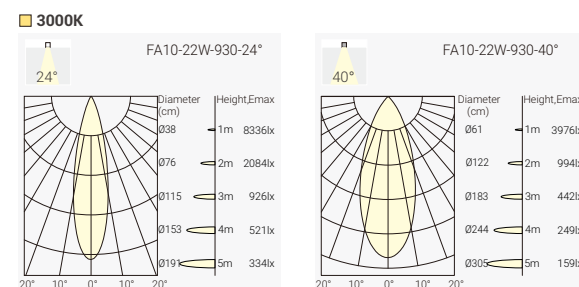 3000K
FA10-22W-930-24°
24°
Diameter Height,Emax
(cm)
Ø38 1m 8336lx
Ø76 2m 2084lx
Ø115 3m 926lx
Ø153 4m 521lx
Ø191 5m 334lx
20° 10° 0° 10° 20°
FA10-22W-930-40°
40°
Diameter Height,Emax
(cm)
Ø61 1m 3976lx
Ø122 2m 994lx
Ø183 3m 442lx
Ø244 4m 249lx
Ø305 5m 159lx
20° 10° 0° 10° 20°